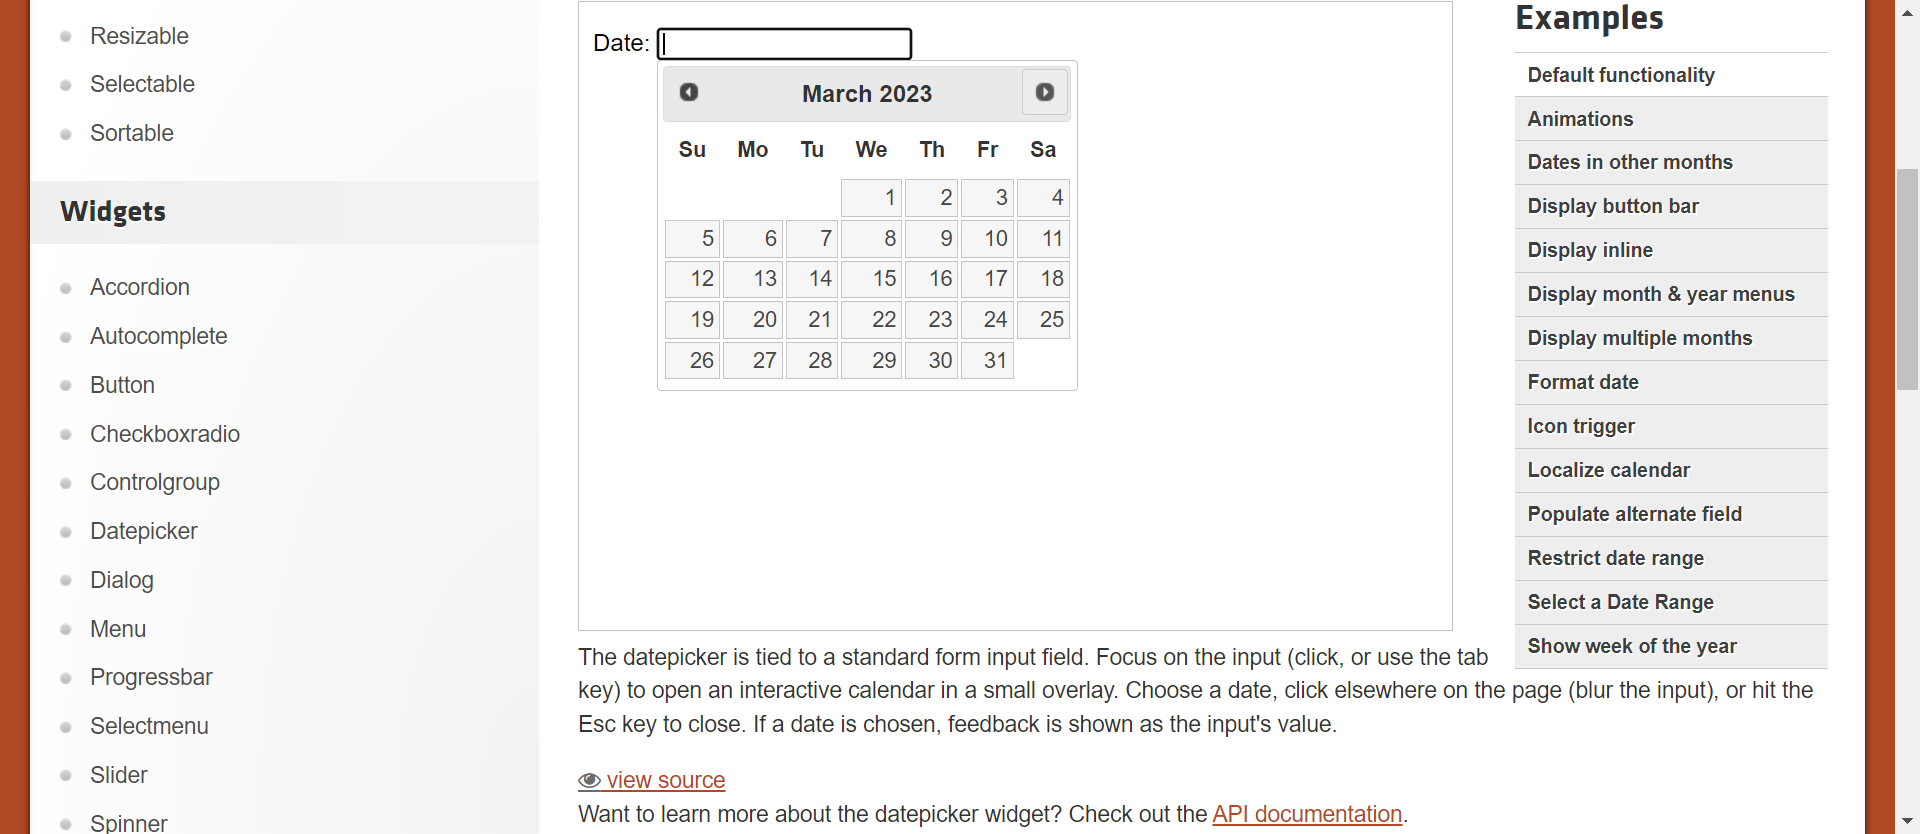 Resizable
Selectable
Sortable
Widgets
Accordion
Autocomplete
Button
Checkboxradio
Controlgroup
Datepicker
Dialog
Menu
Progressbar
Selectmenu
Slider
Spinner
Date:
March 2023
Su Mo Tu We Th Fr Sa
1 2 3 4
5 6 7 8 9 10 11
12 13 14 15 16 17 18
19 20 21 22 23 24 25
26 27 28 29 30 31
The datepicker is tied to a standard form input field. Focus on the input (click, or use the tab
key) to open an interactive calendar in a small overlay. Choose a date, click elsewhere on the page (blur the input), or hit the
Esc key to close. If a date is chosen, feedback is shown as the input's value.
view source
Want to learn more about the datepicker widget? Check out the API documentation.
Examples
Default functionality
Animations
Dates in other months
Display button bar
Display inline
Display month & year menus
Display multiple months
Format date
Icon trigger
Localize calendar
Populate alternate field
Restrict date range
Select a Date Range
Show week of the year